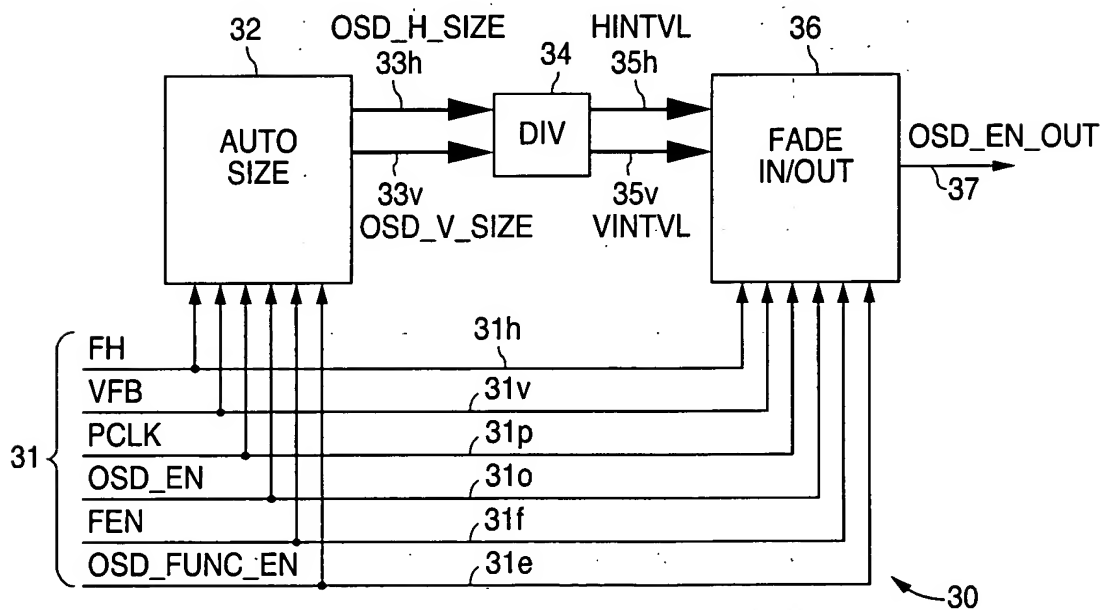 32
OSD_H_SIZE
33h
34
HINTVL
35h
36
AUTO
SIZE
DIV
FADE
IN/OUT
OSD_EN_OUT
37
33v
OSD_V_SIZE
35v
VINTVL
31
FH
31h
VFB
31v
PCLK
31p
OSD_EN
31o
FEN
31f
OSD_FUNC_EN
31e
30